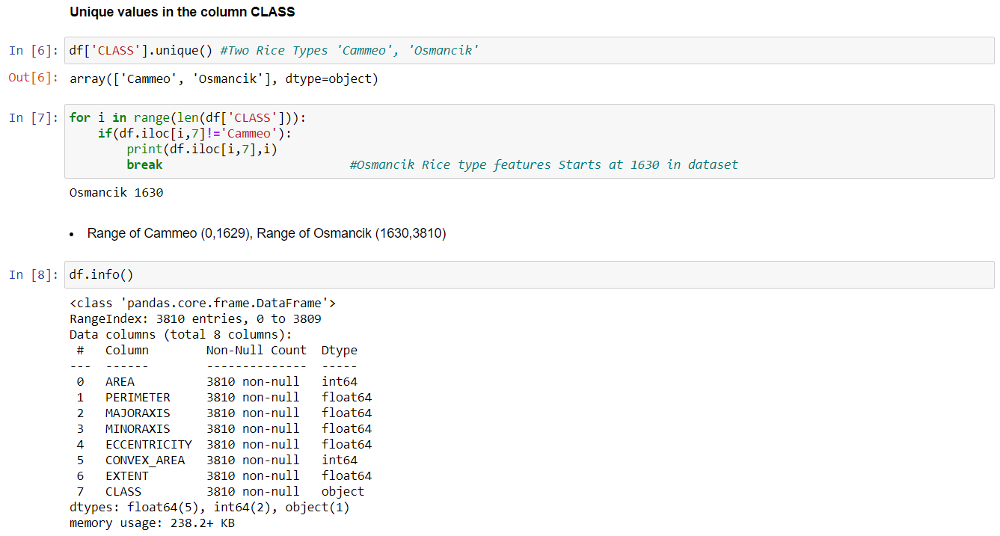 Unique values in the column CLASS
In [6]: df['CLASS'].unique() #Two Rice Types 'Cammeo', 'Osmancik'
Out[6]: array(['Cammeo', 'Osmancik'], dtype=object)
In [7]: for i in range(len(df['CLASS'])):
    if(df.iloc[i,7]!='Cammeo'):
        print(df.iloc[i,7],i)
        break                          #Osmancik Rice type features Starts at 1630 in dataset
Osmancik 1630
• Range of Cammeo (0,1629), Range of Osmancik (1630,3810)
In [8]: df.info()
<class 'pandas.core.frame.DataFrame'>
RangeIndex: 3810 entries, 0 to 3809
Data columns (total 8 columns):
 #   Column        Non-Null Count  Dtype
---  ------        --------------  -----
 0   AREA          3810 non-null   int64
 1   PERIMETER     3810 non-null   float64
 2   MAJORAXIS     3810 non-null   float64
 3   MINORAXIS     3810 non-null   float64
 4   ECCENTRICITY  3810 non-null   float64
 5   CONVEX_AREA   3810 non-null   int64
 6   EXTENT        3810 non-null   float64
 7   CLASS         3810 non-null   object
dtypes: float64(5), int64(2), object(1)
memory usage: 238.2+ KB